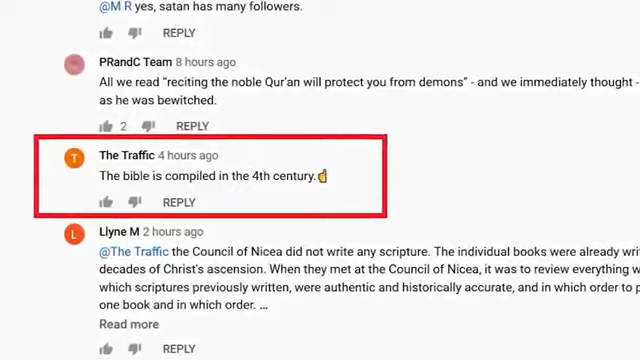 @M R yes, satan has many followers.
REPLY
PRandC Team 8 hours ago
All we read “reciting the noble Qur’an will protect you from demons” - and we immediately thought -
as he was bewitched.
2 REPLY
T The Traffic 4 hours ago
The bible is compiled in the 4th century.☝
REPLY
L Llyne M 2 hours ago
@The Traffic the Council of Nicea did not write any scripture. The individual books were already
decades of Christ’s ascension. When they met at the Council of Nicea, it was to review everything
which scriptures previously written, were authentic and historically accurate, and in which order to
one book and in which order. ...
Read more
REPLY